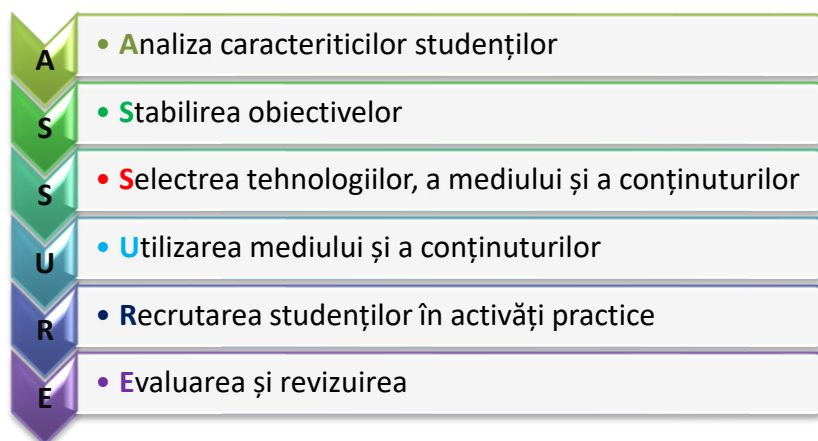 A • Analiza caracteriticilor studenților
S • Stabilirea obiectivelor
S • Selectrea tehnologiilor, a mediului și a conținuturilor
U • Utilizarea mediului și a conținuturilor
R • Recrutarea studenților în activăți practice
E • Evaluarea și revizuirea